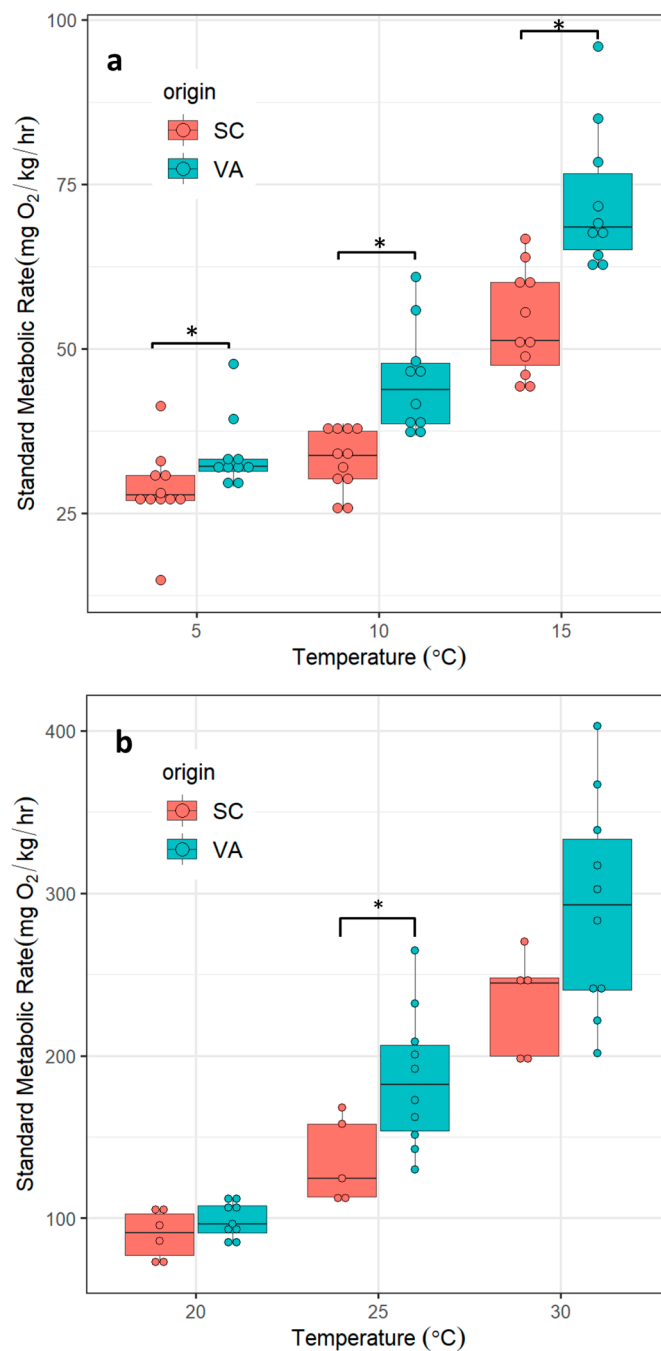 100
75
50
25
a
origin
SC
VA
*
*
*
Standard Metabolic Rate(mg O₂/kg/hr)
5
10
15
Temperature (°C)
400
300
200
100
b
origin
SC
VA
*
Standard Metabolic Rate(mg O₂/kg/hr)
20
25
30
Temperature (°C)